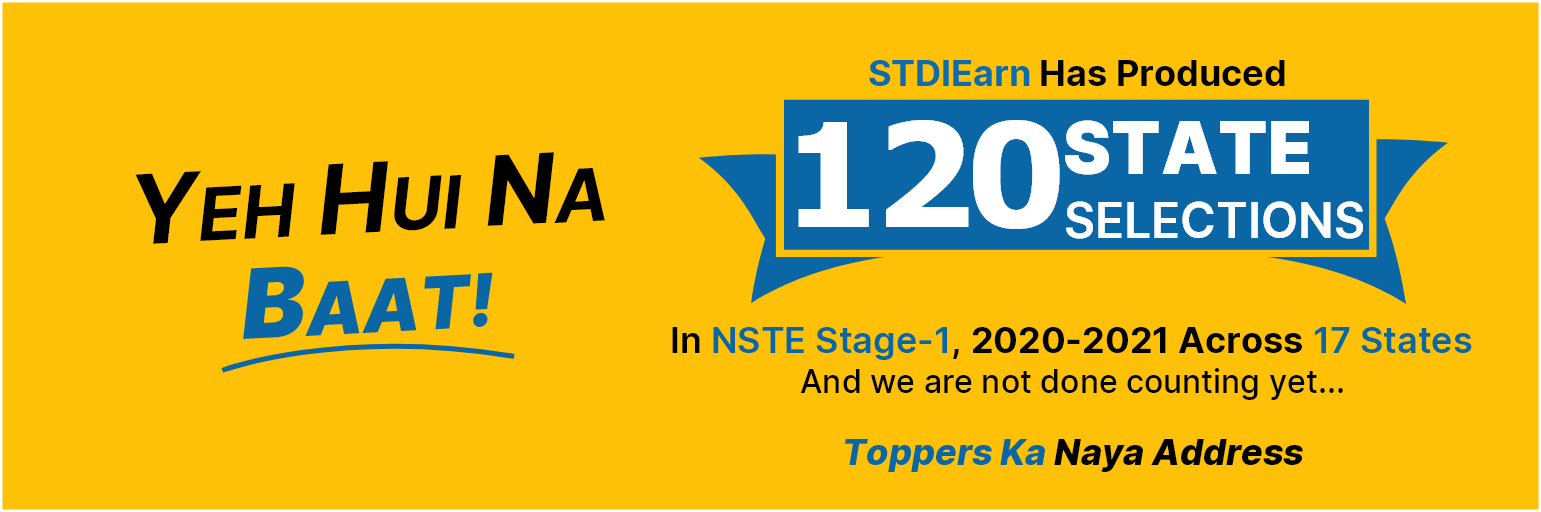 YEH HUI NA
BAAT!
STDIEarn Has Produced
120 STATE
SELECTIONS
In NSTE Stage-1, 2020-2021 Across 17 States
And we are not done counting yet...
Toppers Ka Naya Address